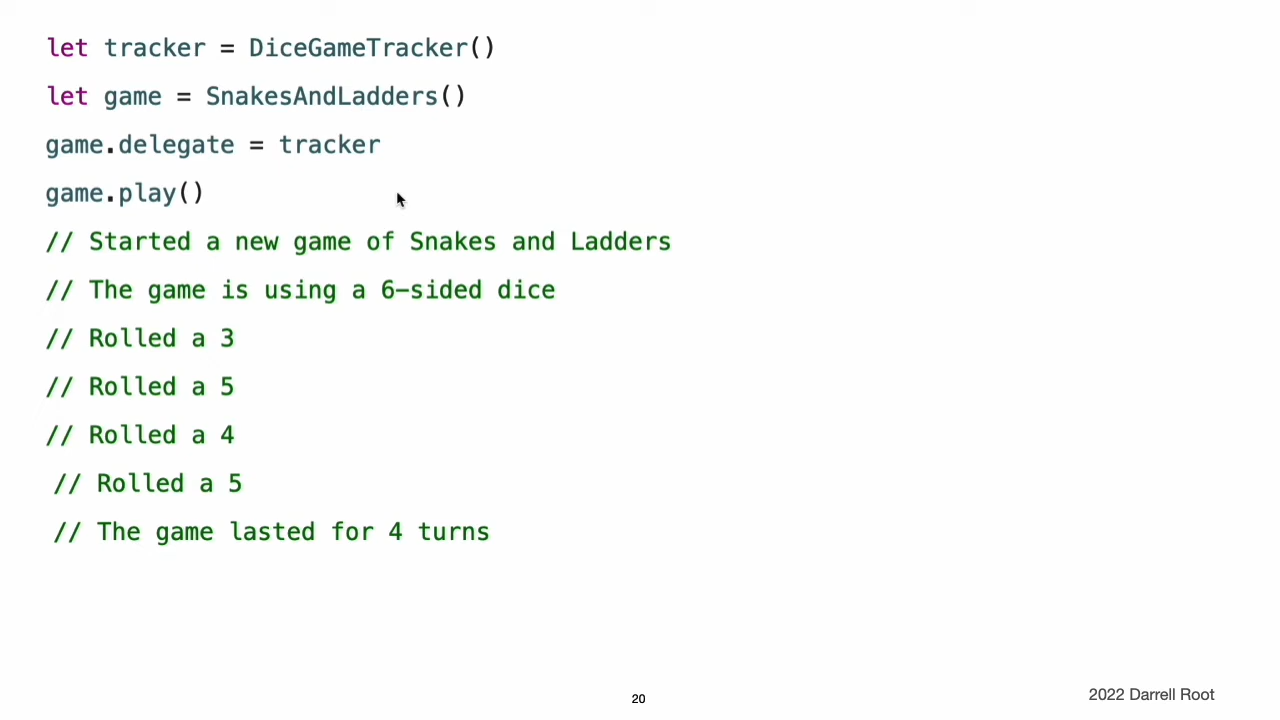 let tracker = DiceGameTracker()
let game = SnakesAndLadders()
game.delegate = tracker
game.play()
// Started a new game of Snakes and Ladders
// The game is using a 6-sided dice
// Rolled a 3
// Rolled a 5
// Rolled a 4
// Rolled a 5
// The game lasted for 4 turns
20
2022 Darrell Root